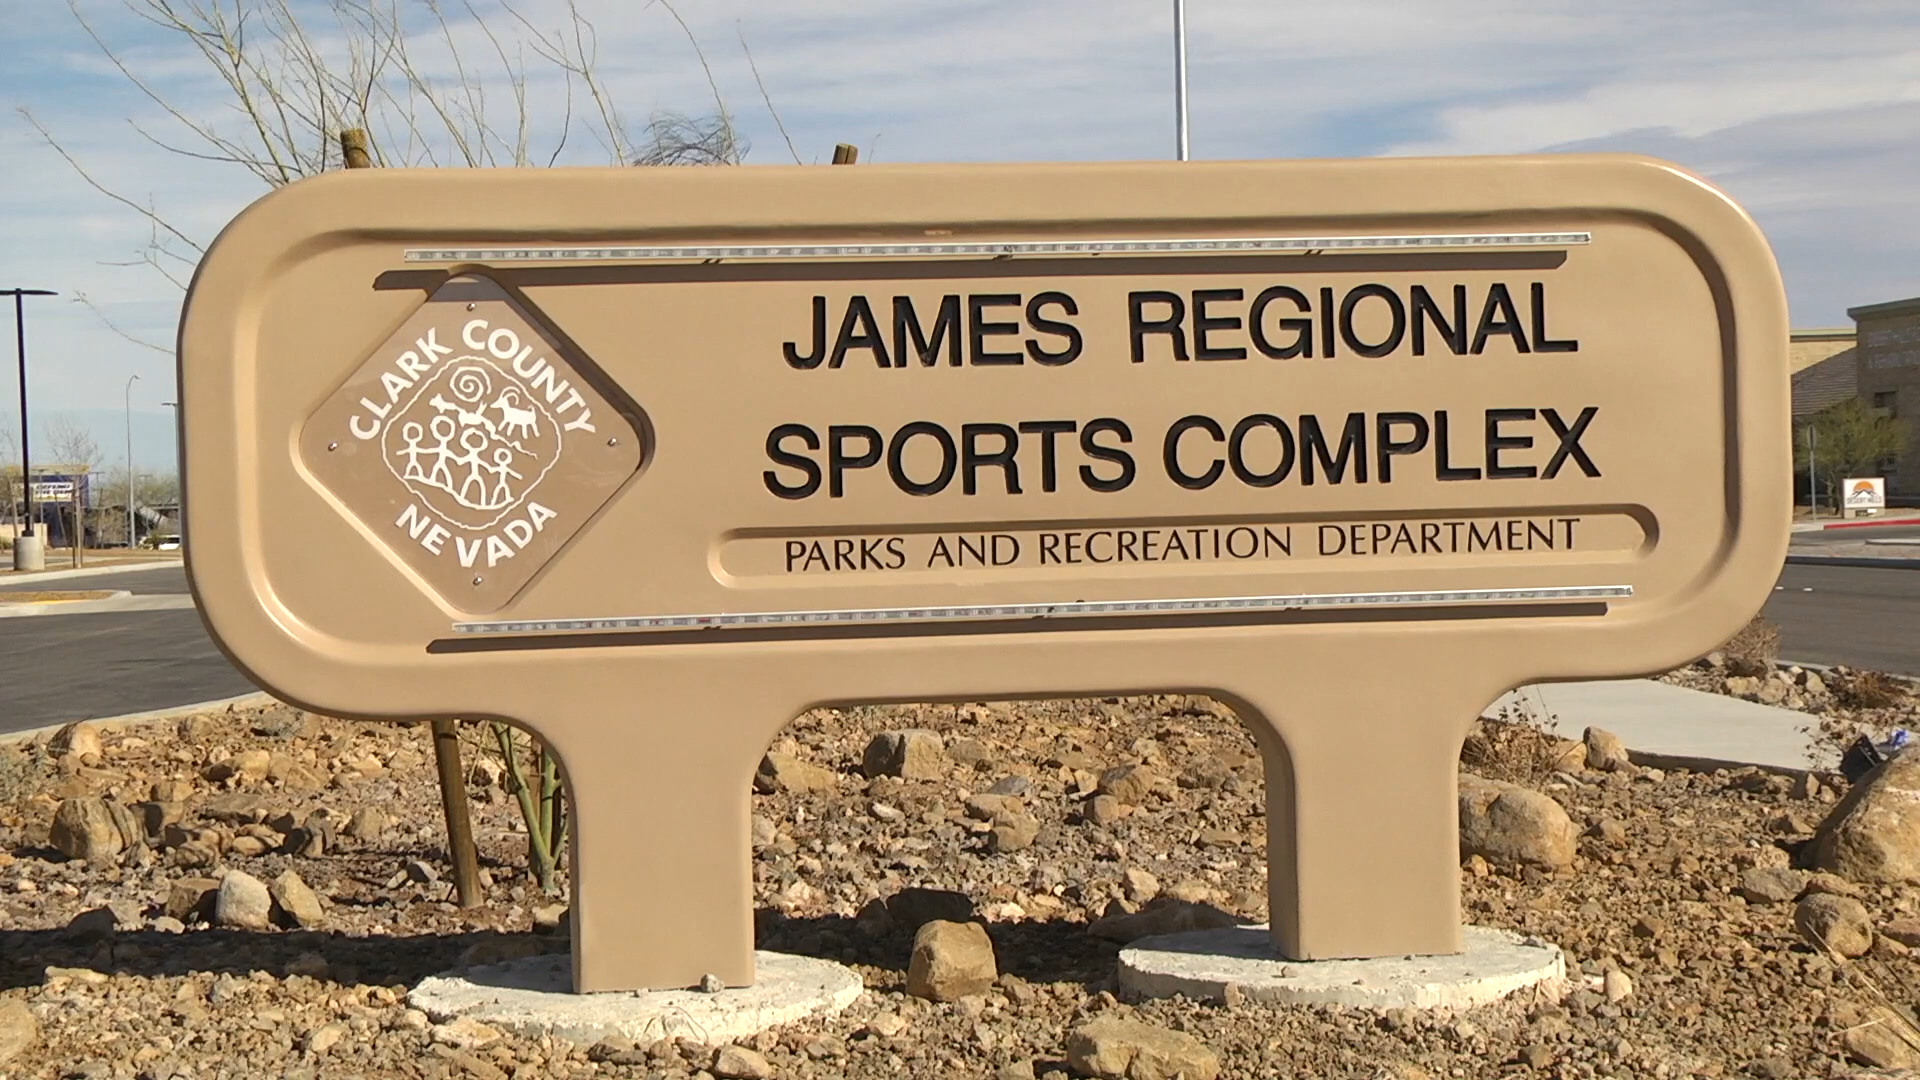 CLARK COUNTY
NEVADA
JAMES REGIONAL
SPORTS COMPLEX
PARKS AND RECREATION DEPARTMENT